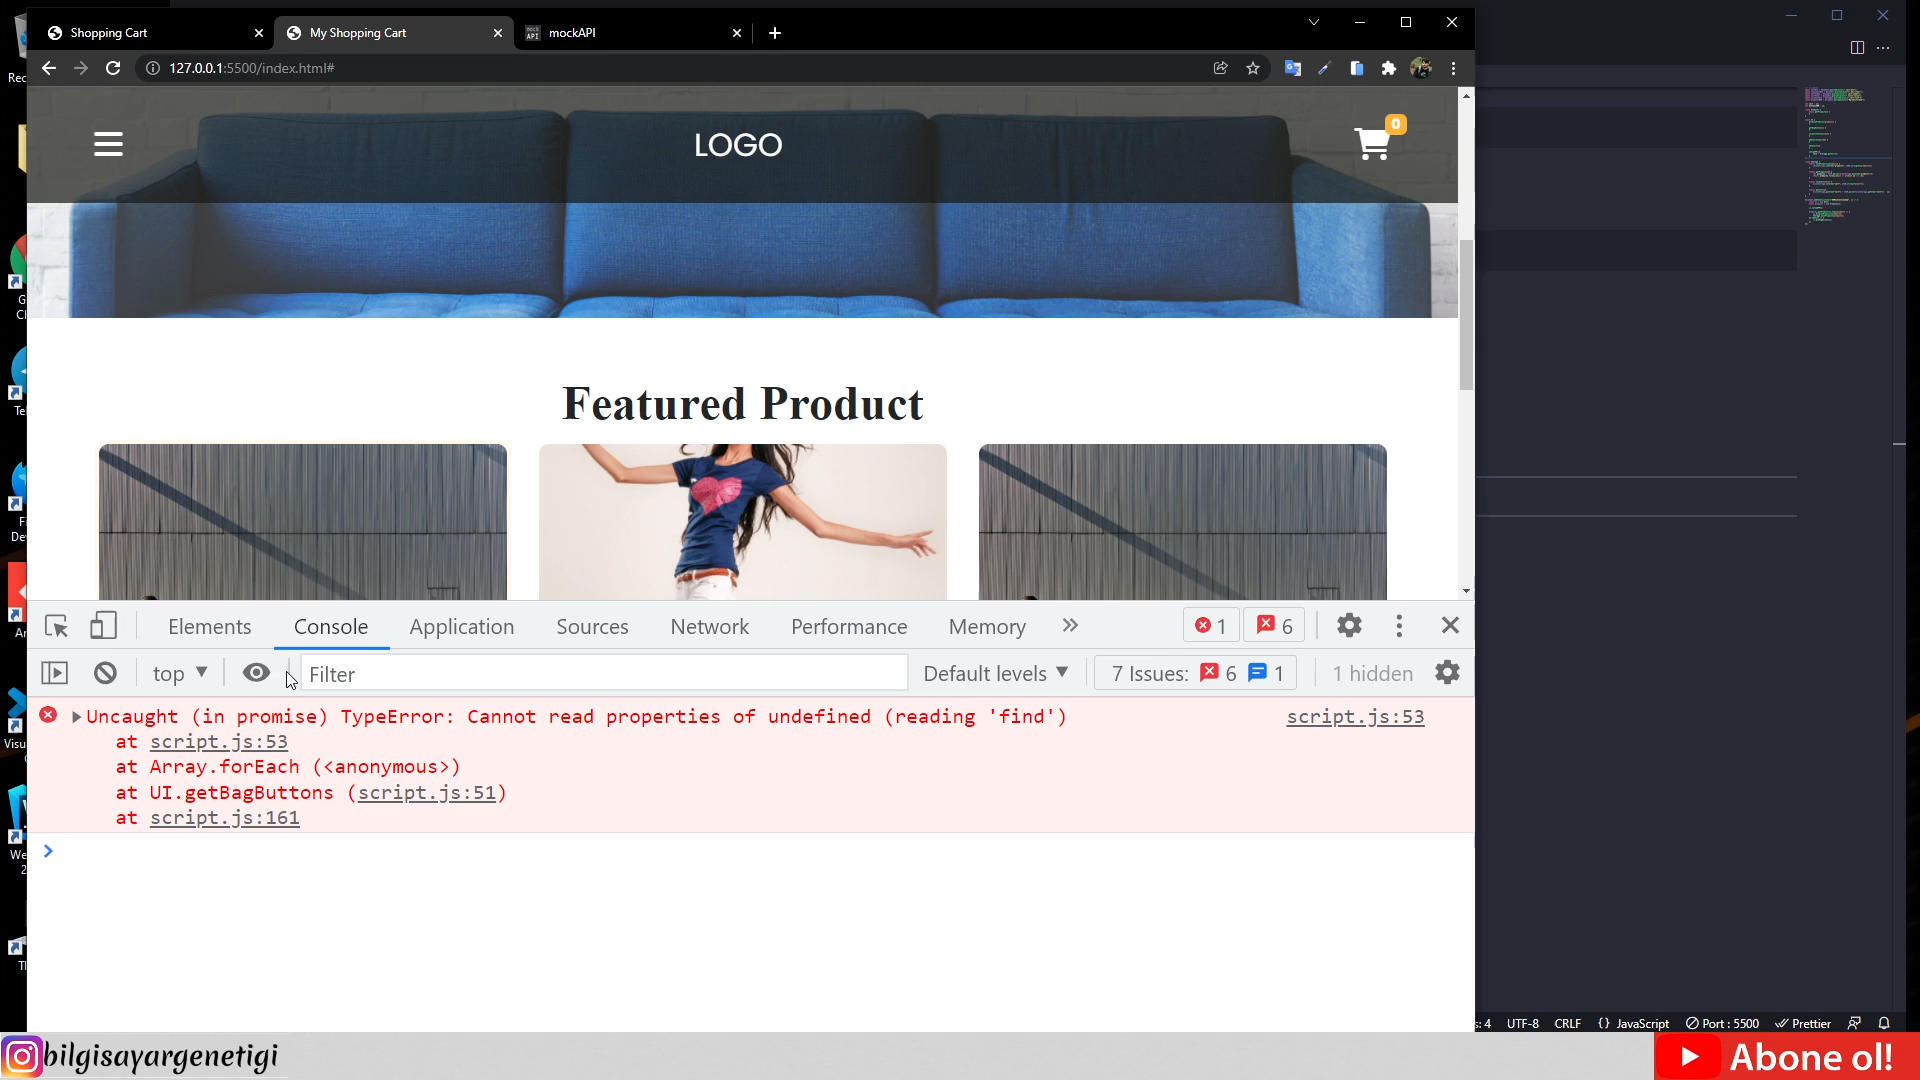 Shopping Cart
My Shopping Cart
mock API
mockAPI
127.0.0.1:5500/index.html#
LOGO
0
Featured Product
Elements
Console
Application
Sources
Network
Performance
Memory
1
6
top
Filter
Default levels
7 Issues: 6 1
1 hidden
Uncaught (in promise) TypeError: Cannot read properties of undefined (reading 'find')
script.js:53
at script.js:53
at Array.forEach (<anonymous>)
at UI.getBagButtons (script.js:51)
at script.js:161
UTF-8
CRLF
{} JavaScript
Port : 5500
Prettier
bilgisayargenetigi
Abone ol!